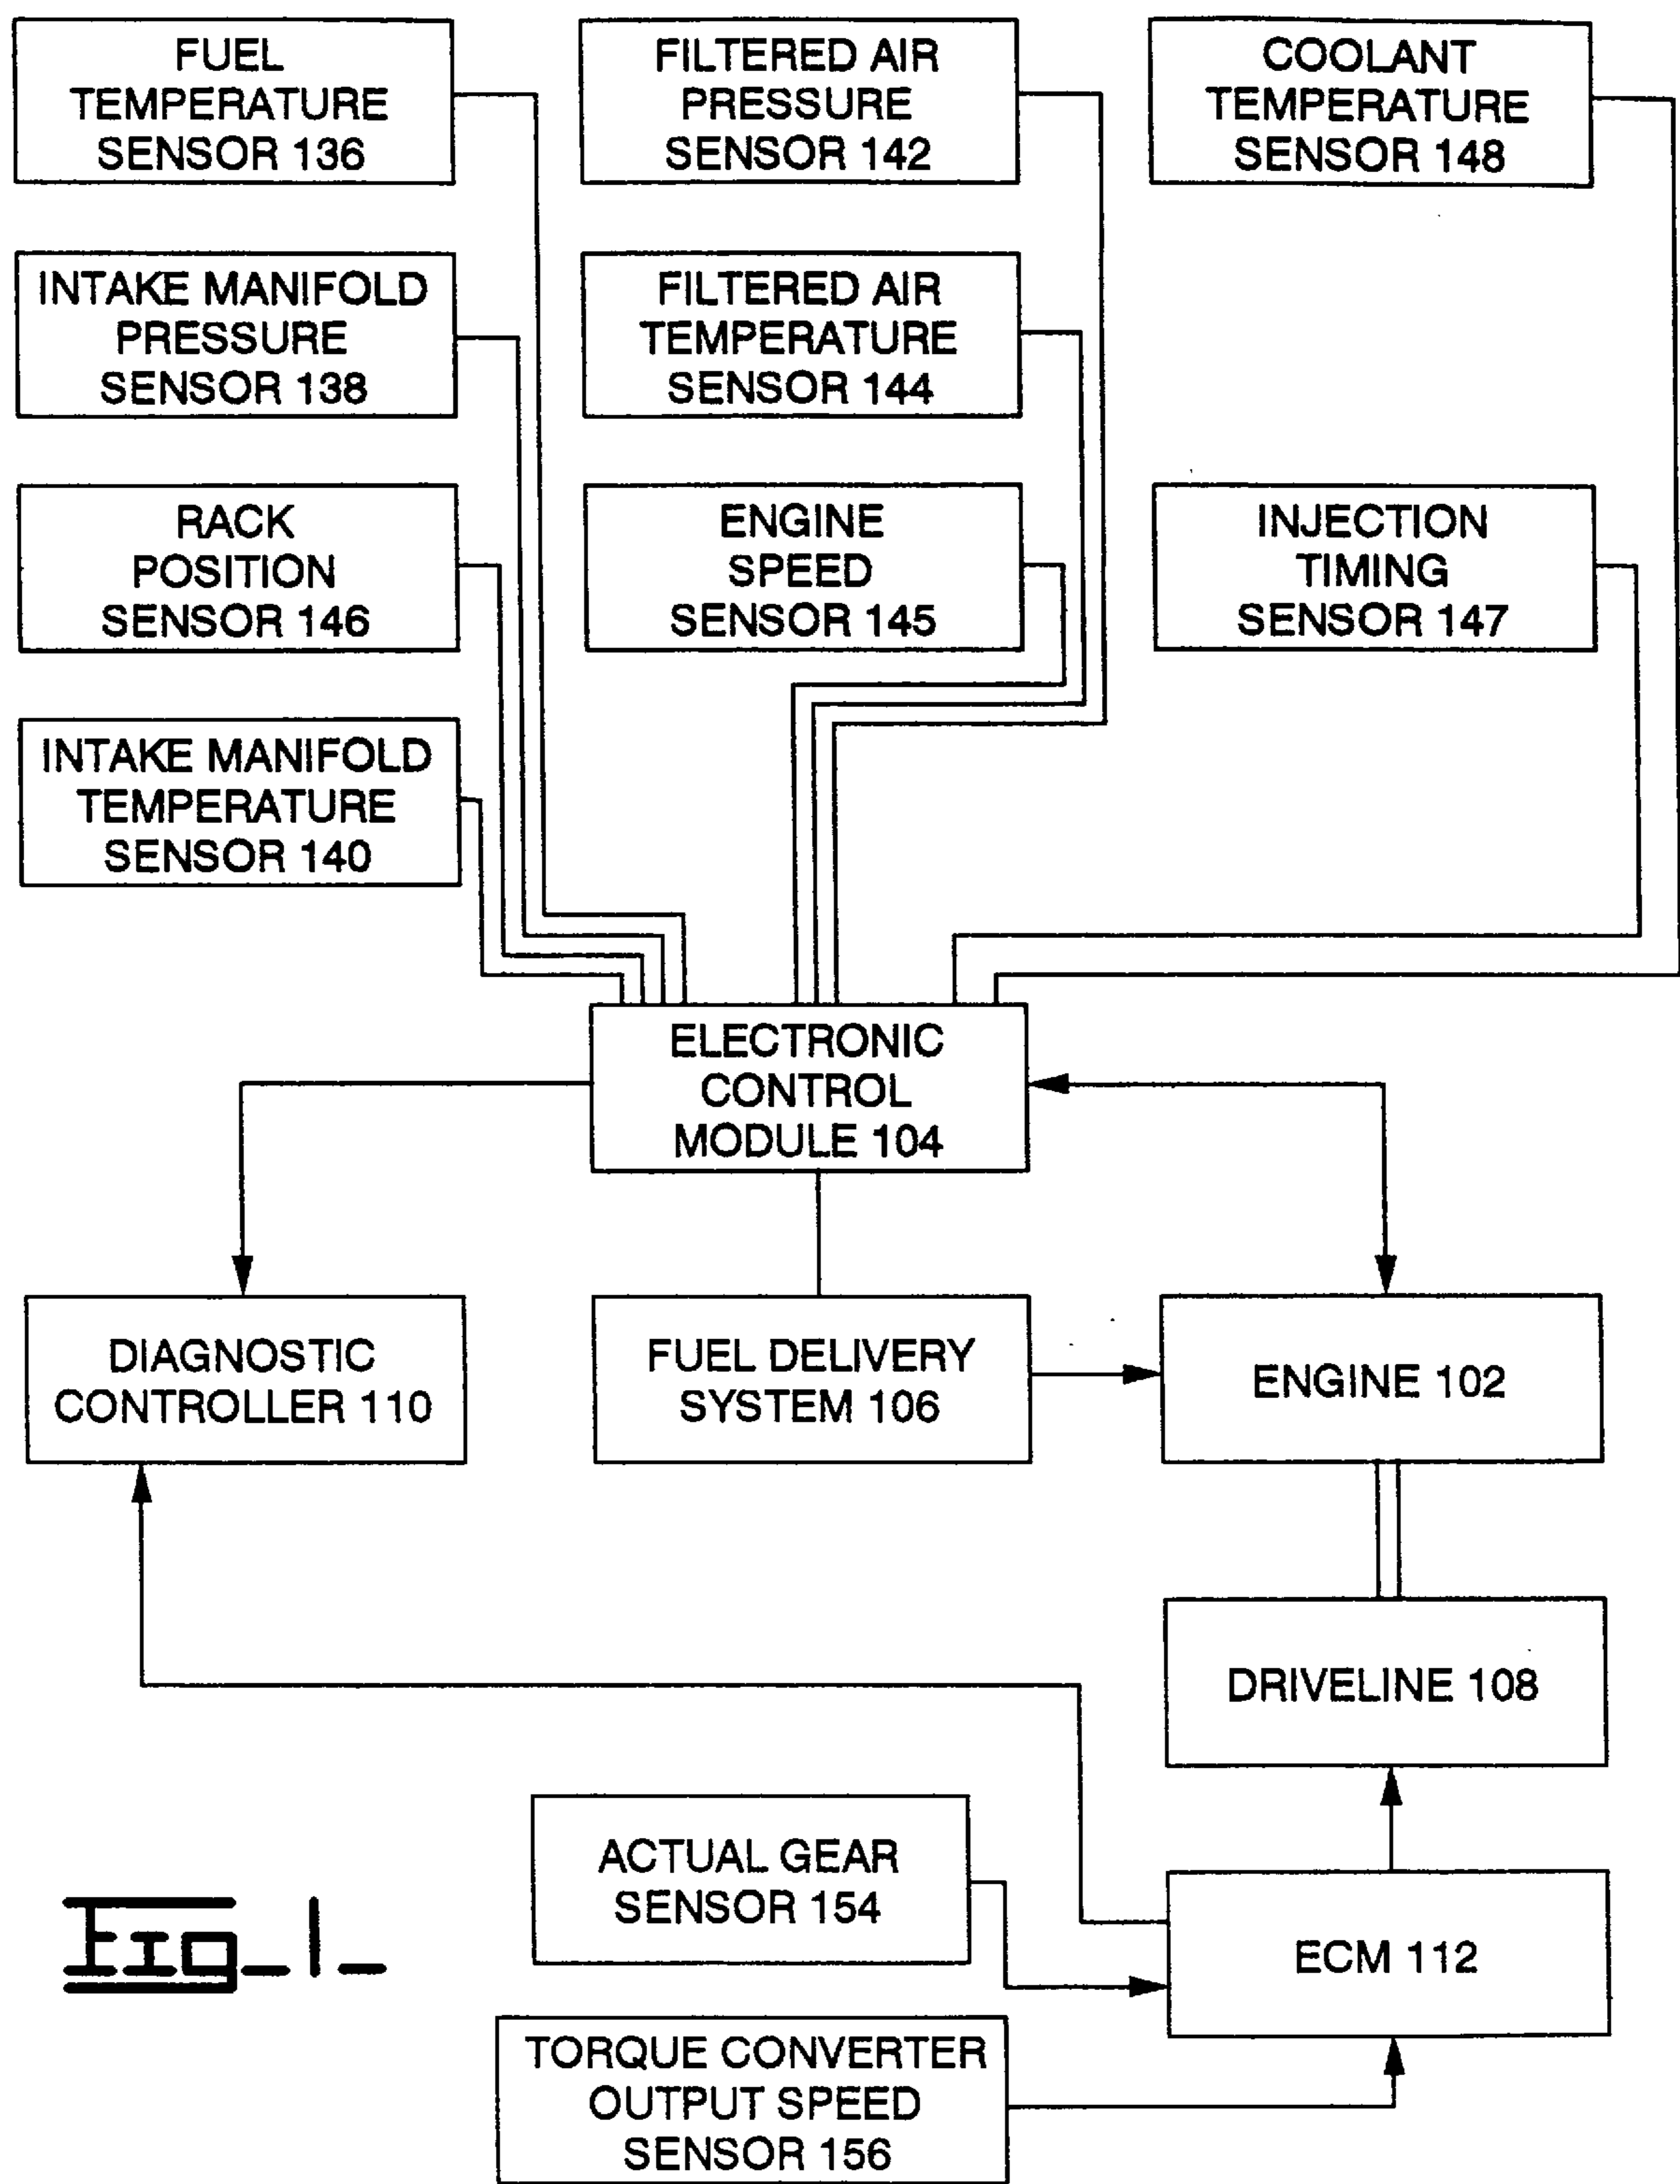 FUEL
TEMPERATURE
SENSOR 136
FILTERED AIR
PRESSURE
SENSOR 142
COOLANT
TEMPERATURE
SENSOR 148
INTAKE MANIFOLD
PRESSURE
SENSOR 138
FILTERED AIR
TEMPERATURE
SENSOR 144
RACK
POSITION
SENSOR 146
ENGINE
SPEED
SENSOR 145
INJECTION
TIMING
SENSOR 147
INTAKE MANIFOLD
TEMPERATURE
SENSOR 140
ELECTRONIC
CONTROL
MODULE 104
DIAGNOSTIC
CONTROLLER 110
FUEL DELIVERY
SYSTEM 106
ENGINE 102
DRIVELINE 108
ACTUAL GEAR
SENSOR 154
ECM 112
Fig_1_
TORQUE CONVERTER
OUTPUT SPEED
SENSOR 156